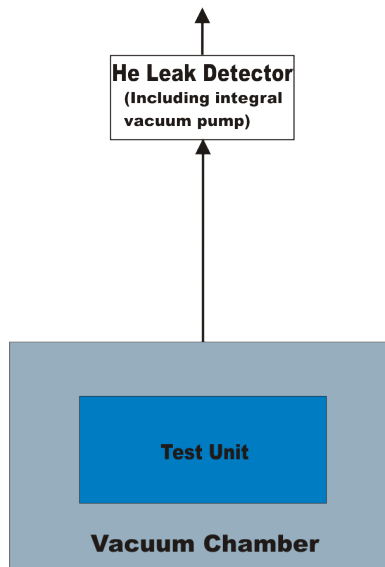 He Leak Detector
(Including integral
vacuum pump)
Test Unit
Vacuum Chamber